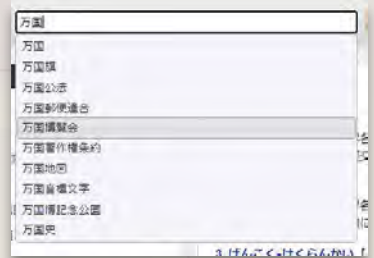 万国
万国
万国旗
万国公法
万国郵便連合
万国博覧会
万国著作権条約
万国地図
万国音標文字
万国博記念公園
万国史